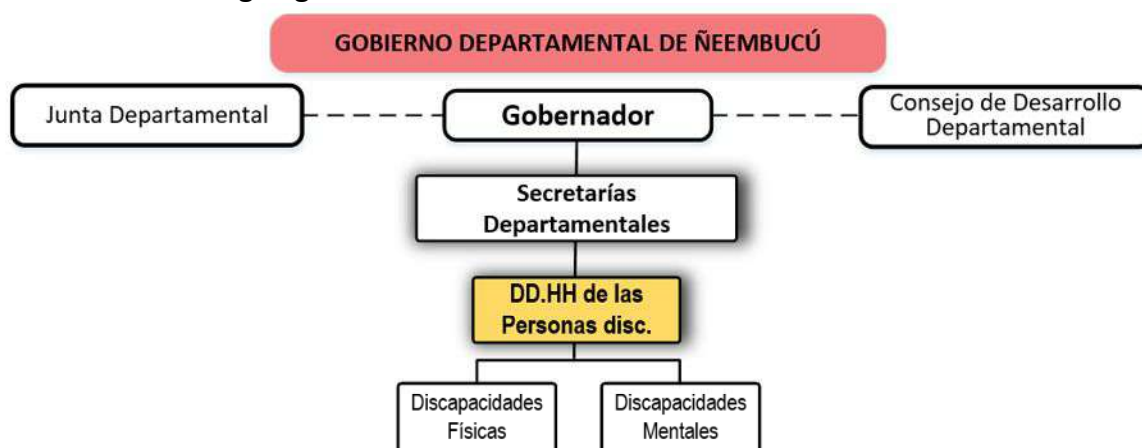 GOBIERNO DEPARTAMENTAL DE ÑEEMBUCÚ
Junta Departamental
Gobernador
Consejo de Desarrollo
Departamental
Secretarías
Departamentales
DD.HH de las
Personas disc.
Discapacidades
Físicas
Discapacidades
Mentales